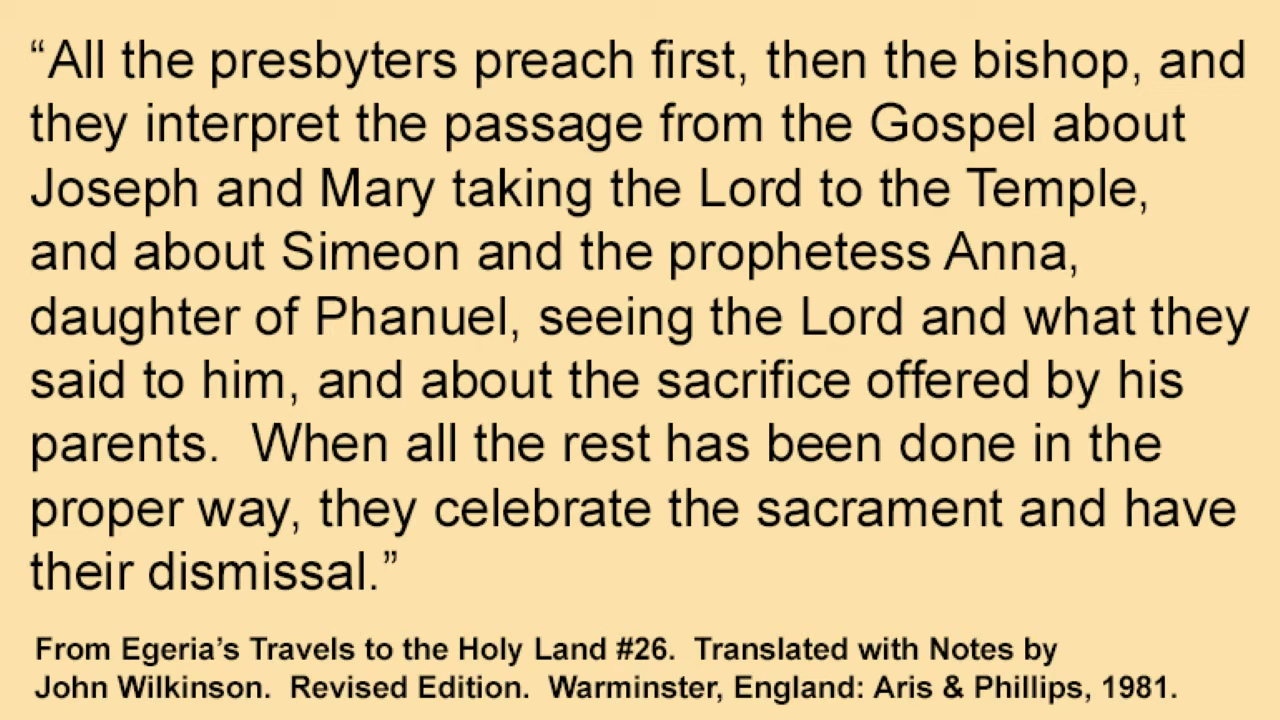 “All the presbyters preach first, then the bishop, and
they interpret the passage from the Gospel about
Joseph and Mary taking the Lord to the Temple,
and about Simeon and the prophetess Anna,
daughter of Phanuel, seeing the Lord and what they
said to him, and about the sacrifice offered by his
parents.  When all the rest has been done in the
proper way, they celebrate the sacrament and have
their dismissal.”
From Egeria’s Travels to the Holy Land #26.  Translated with Notes by
John Wilkinson.  Revised Edition.  Warminster, England: Aris & Phillips, 1981.